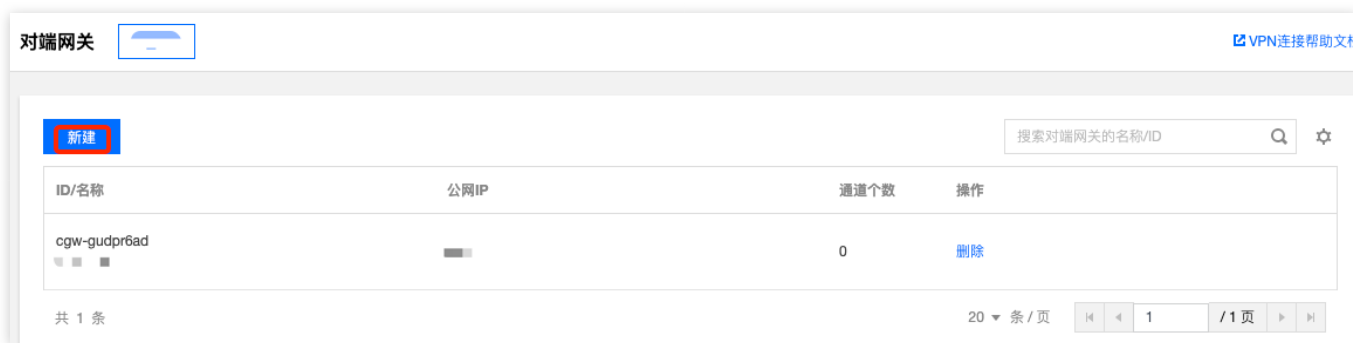 对端网关 VPN连接帮助文档
新建 搜索对端网关的名称/ID
ID/名称 公网IP 通道个数 操作
cgw-gudpr6ad 0 删除
共 1 条 20 条 / 页 1 / 1 页